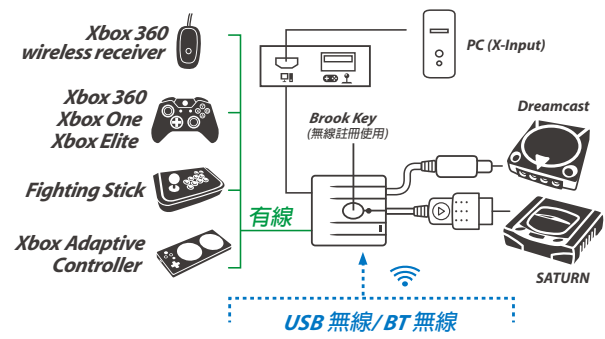 Xbox 360
wireless receiver
Xbox 360
Xbox One
Xbox Elite
Fighting Stick
Xbox Adaptive
Controller
有線
PC (X-Input)
Brook Key
(無線註冊使用)
Dreamcast
SATURN
USB 無線/BT 無線